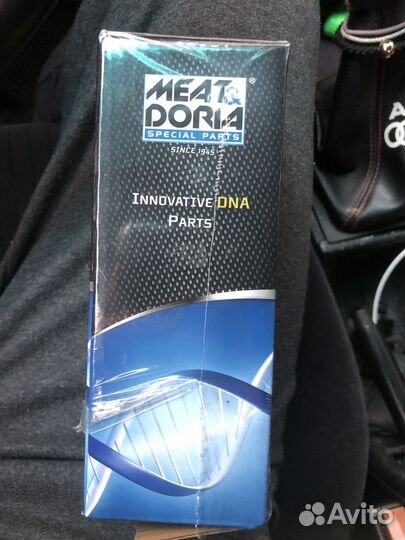 MEAT®
DORIA
SPECIAL PARTS
SINCE 1945
INNOVATIVE DNA
PARTS
A
Avito